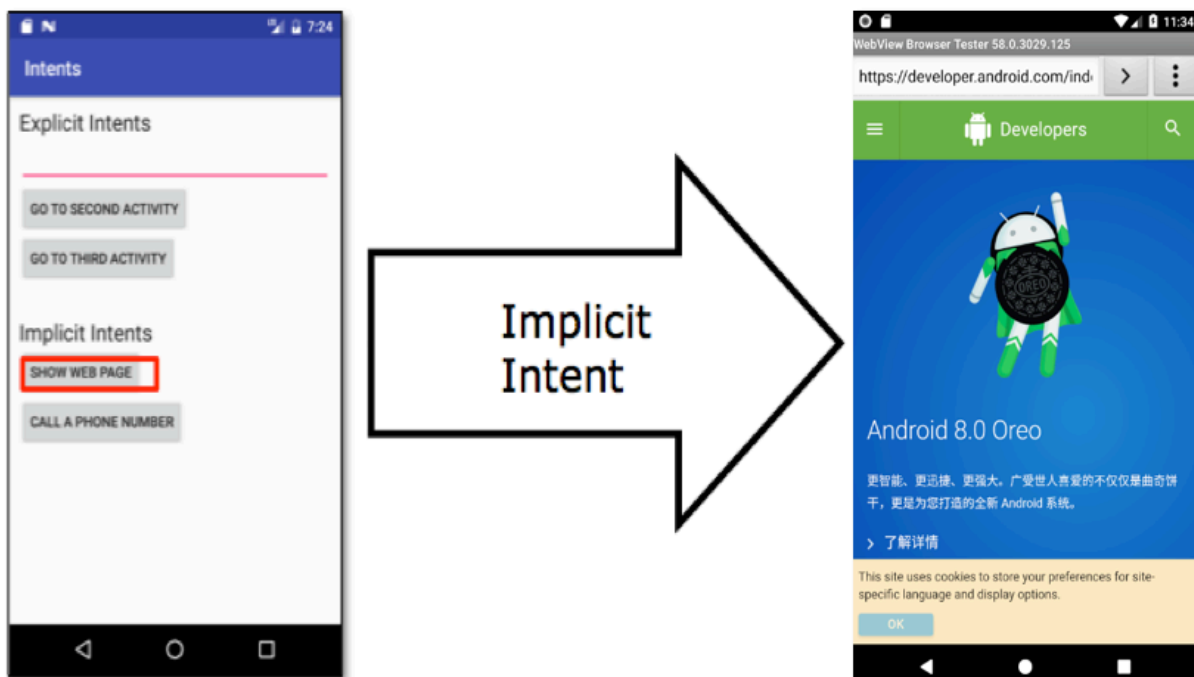 7:24
Intents
Explicit Intents
GO TO SECOND ACTIVITY
GO TO THIRD ACTIVITY
Implicit Intents
SHOW WEB PAGE
CALL A PHONE NUMBER
Implicit
Intent
11:34
WebView Browser Tester 58.0.3029.125
https://developer.android.com/ind
Developers
OREO
Android 8.0 Oreo
更智能、更迅捷、更强大。广受世人喜爱的不仅仅是曲奇饼
干，更是为您打造的全新 Android 系统。
了解详情
This site uses cookies to store your preferences for site-
specific language and display options.
OK